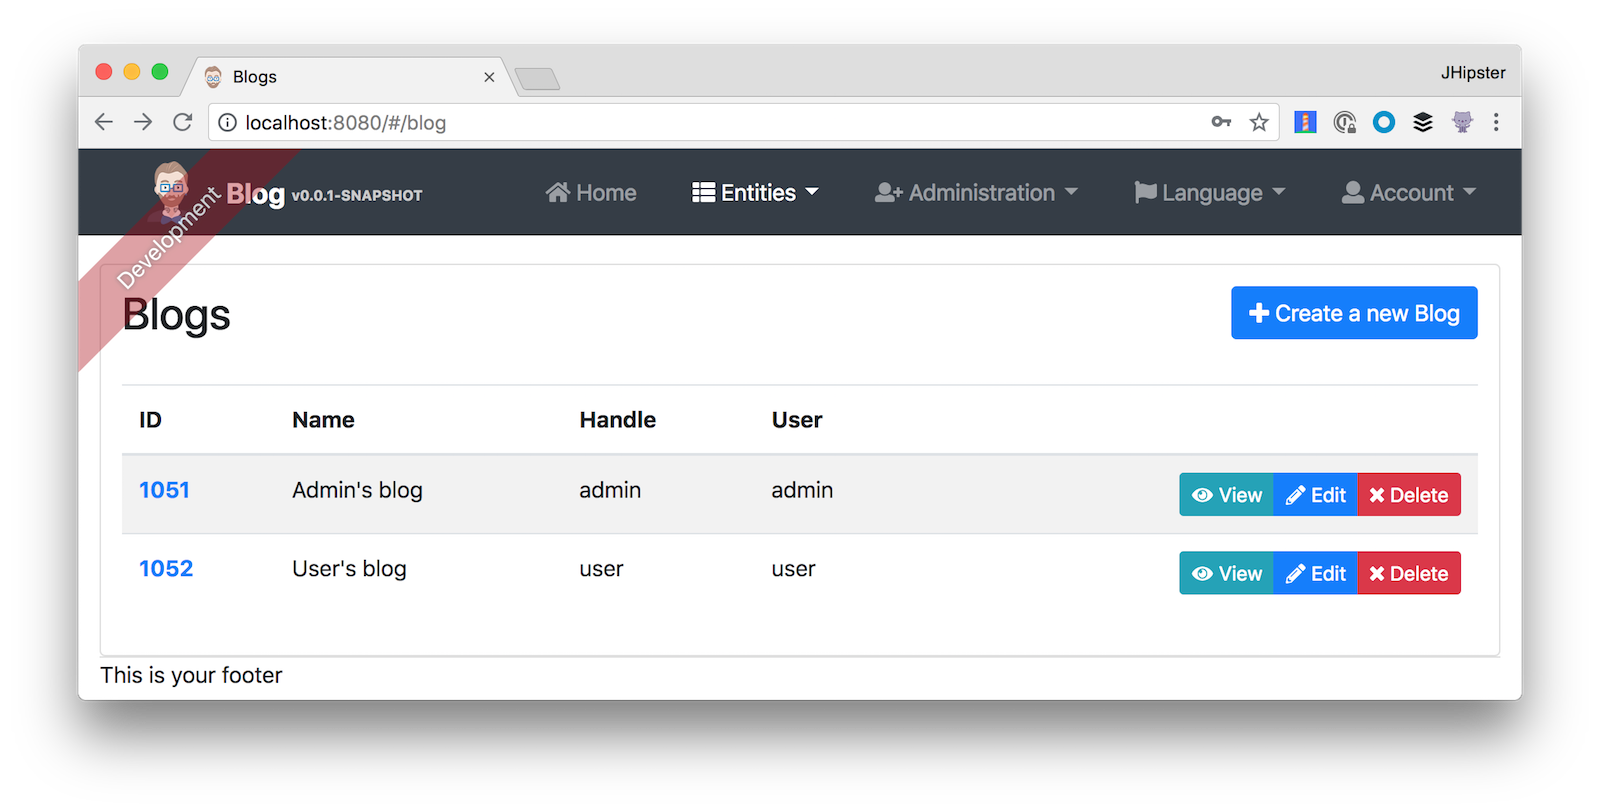 Blogs
JHipster
localhost:8080/#/blog
Development
Blog v0.0.1-SNAPSHOT Home Entities Administration Language Account
Blogs
Create a new Blog
ID Name Handle User
1051 Admin's blog admin admin View Edit Delete
1052 User's blog user user View Edit Delete
This is your footer